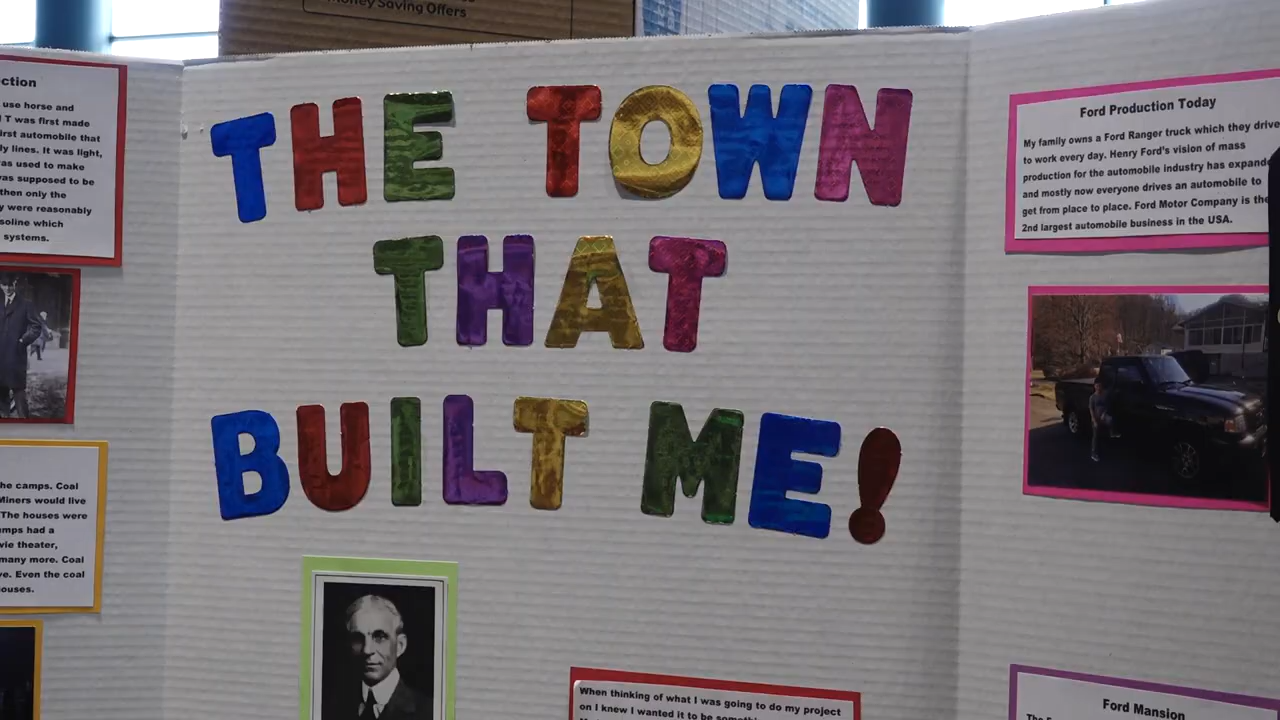 Money Saving Offers
THE TOWN
THAT
BUILT ME!
ction
use horse and
T was first made
irst automobile that
ly lines. It was light,
as used to make
was supposed to be
then only the
y were reasonably
soline which
systems.
he camps. Coal
Miners would live
The houses were
amps had a
vie theater,
many more. Coal
ve. Even the coal
ouses.
When thinking of what I was going to do my project
on I knew I wanted it to be
Ford Production Today
My family owns a Ford Ranger truck which they drive
to work every day. Henry Ford's vision of mass
production for the automobile industry has expand
and mostly now everyone drives an automobile to
get from place to place. Ford Motor Company is the
2nd largest automobile business in the USA.
Ford Mansion